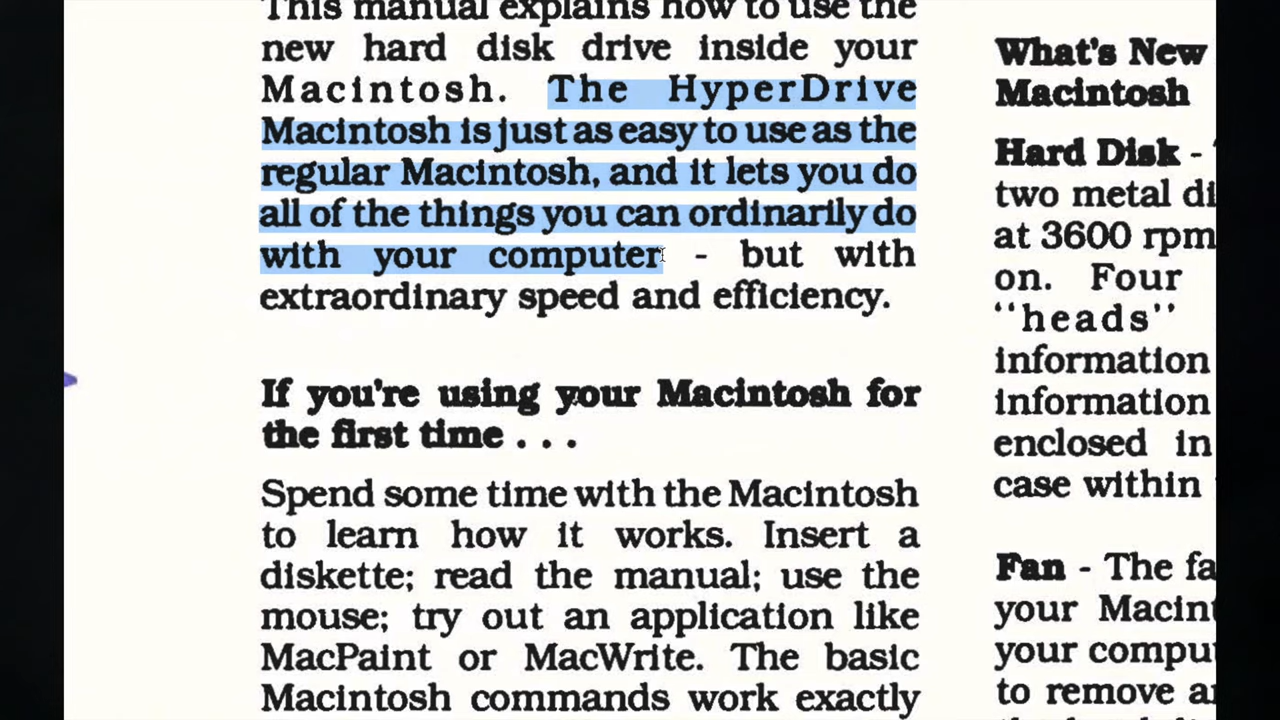 This manual explains how to use the
new hard disk drive inside your
Macintosh. The HyperDrive
Macintosh is just as easy to use as the
regular Macintosh, and it lets you do
all of the things you can ordinarily do
with your computer - but with
extraordinary speed and efficiency.
If you're using your Macintosh for
the first time . . .
Spend some time with the Macintosh
to learn how it works. Insert a
diskette; read the manual; use the
mouse; try out an application like
MacPaint or MacWrite. The basic
Macintosh commands work exactly
What's New
Macintosh
Hard Disk -
two metal
at 3600 rpm
on. Four
‘‘heads’’
information
information
enclosed in
case within
Fan - The
your
your
to remove